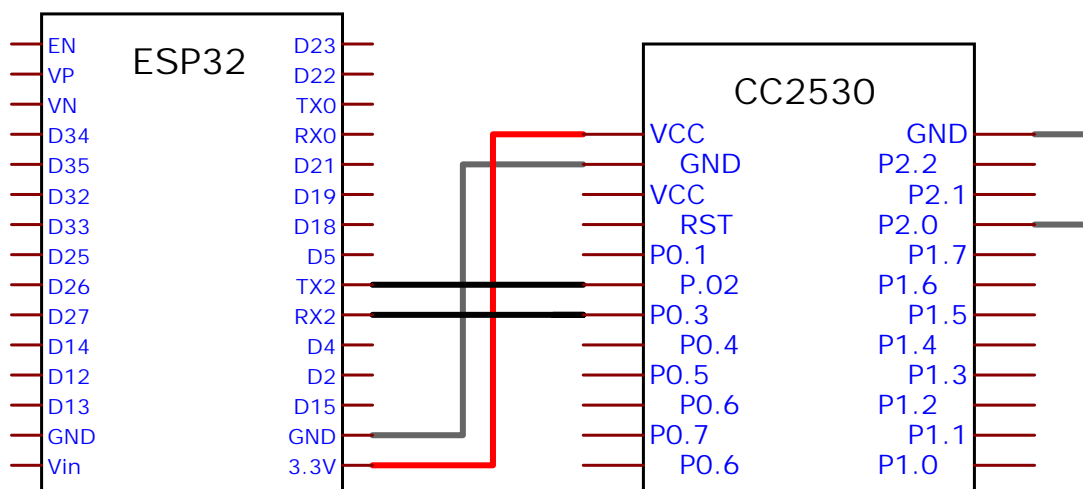 ESP32
EN
VP
VN
D34
D35
D32
D33
D25
D26
D27
D14
D12
D13
GND
Vin
D23
D22
TX0
RX0
D21
D19
D18
D5
TX2
RX2
D4
D2
D15
GND
3.3V
CC2530
VCC
GND
VCC
RST
P0.1
P.02
P0.3
P0.4
P0.5
P0.6
P0.7
P0.6
GND
P2.2
P2.1
P2.0
P1.7
P1.6
P1.5
P1.4
P1.3
P1.2
P1.1
P1.0